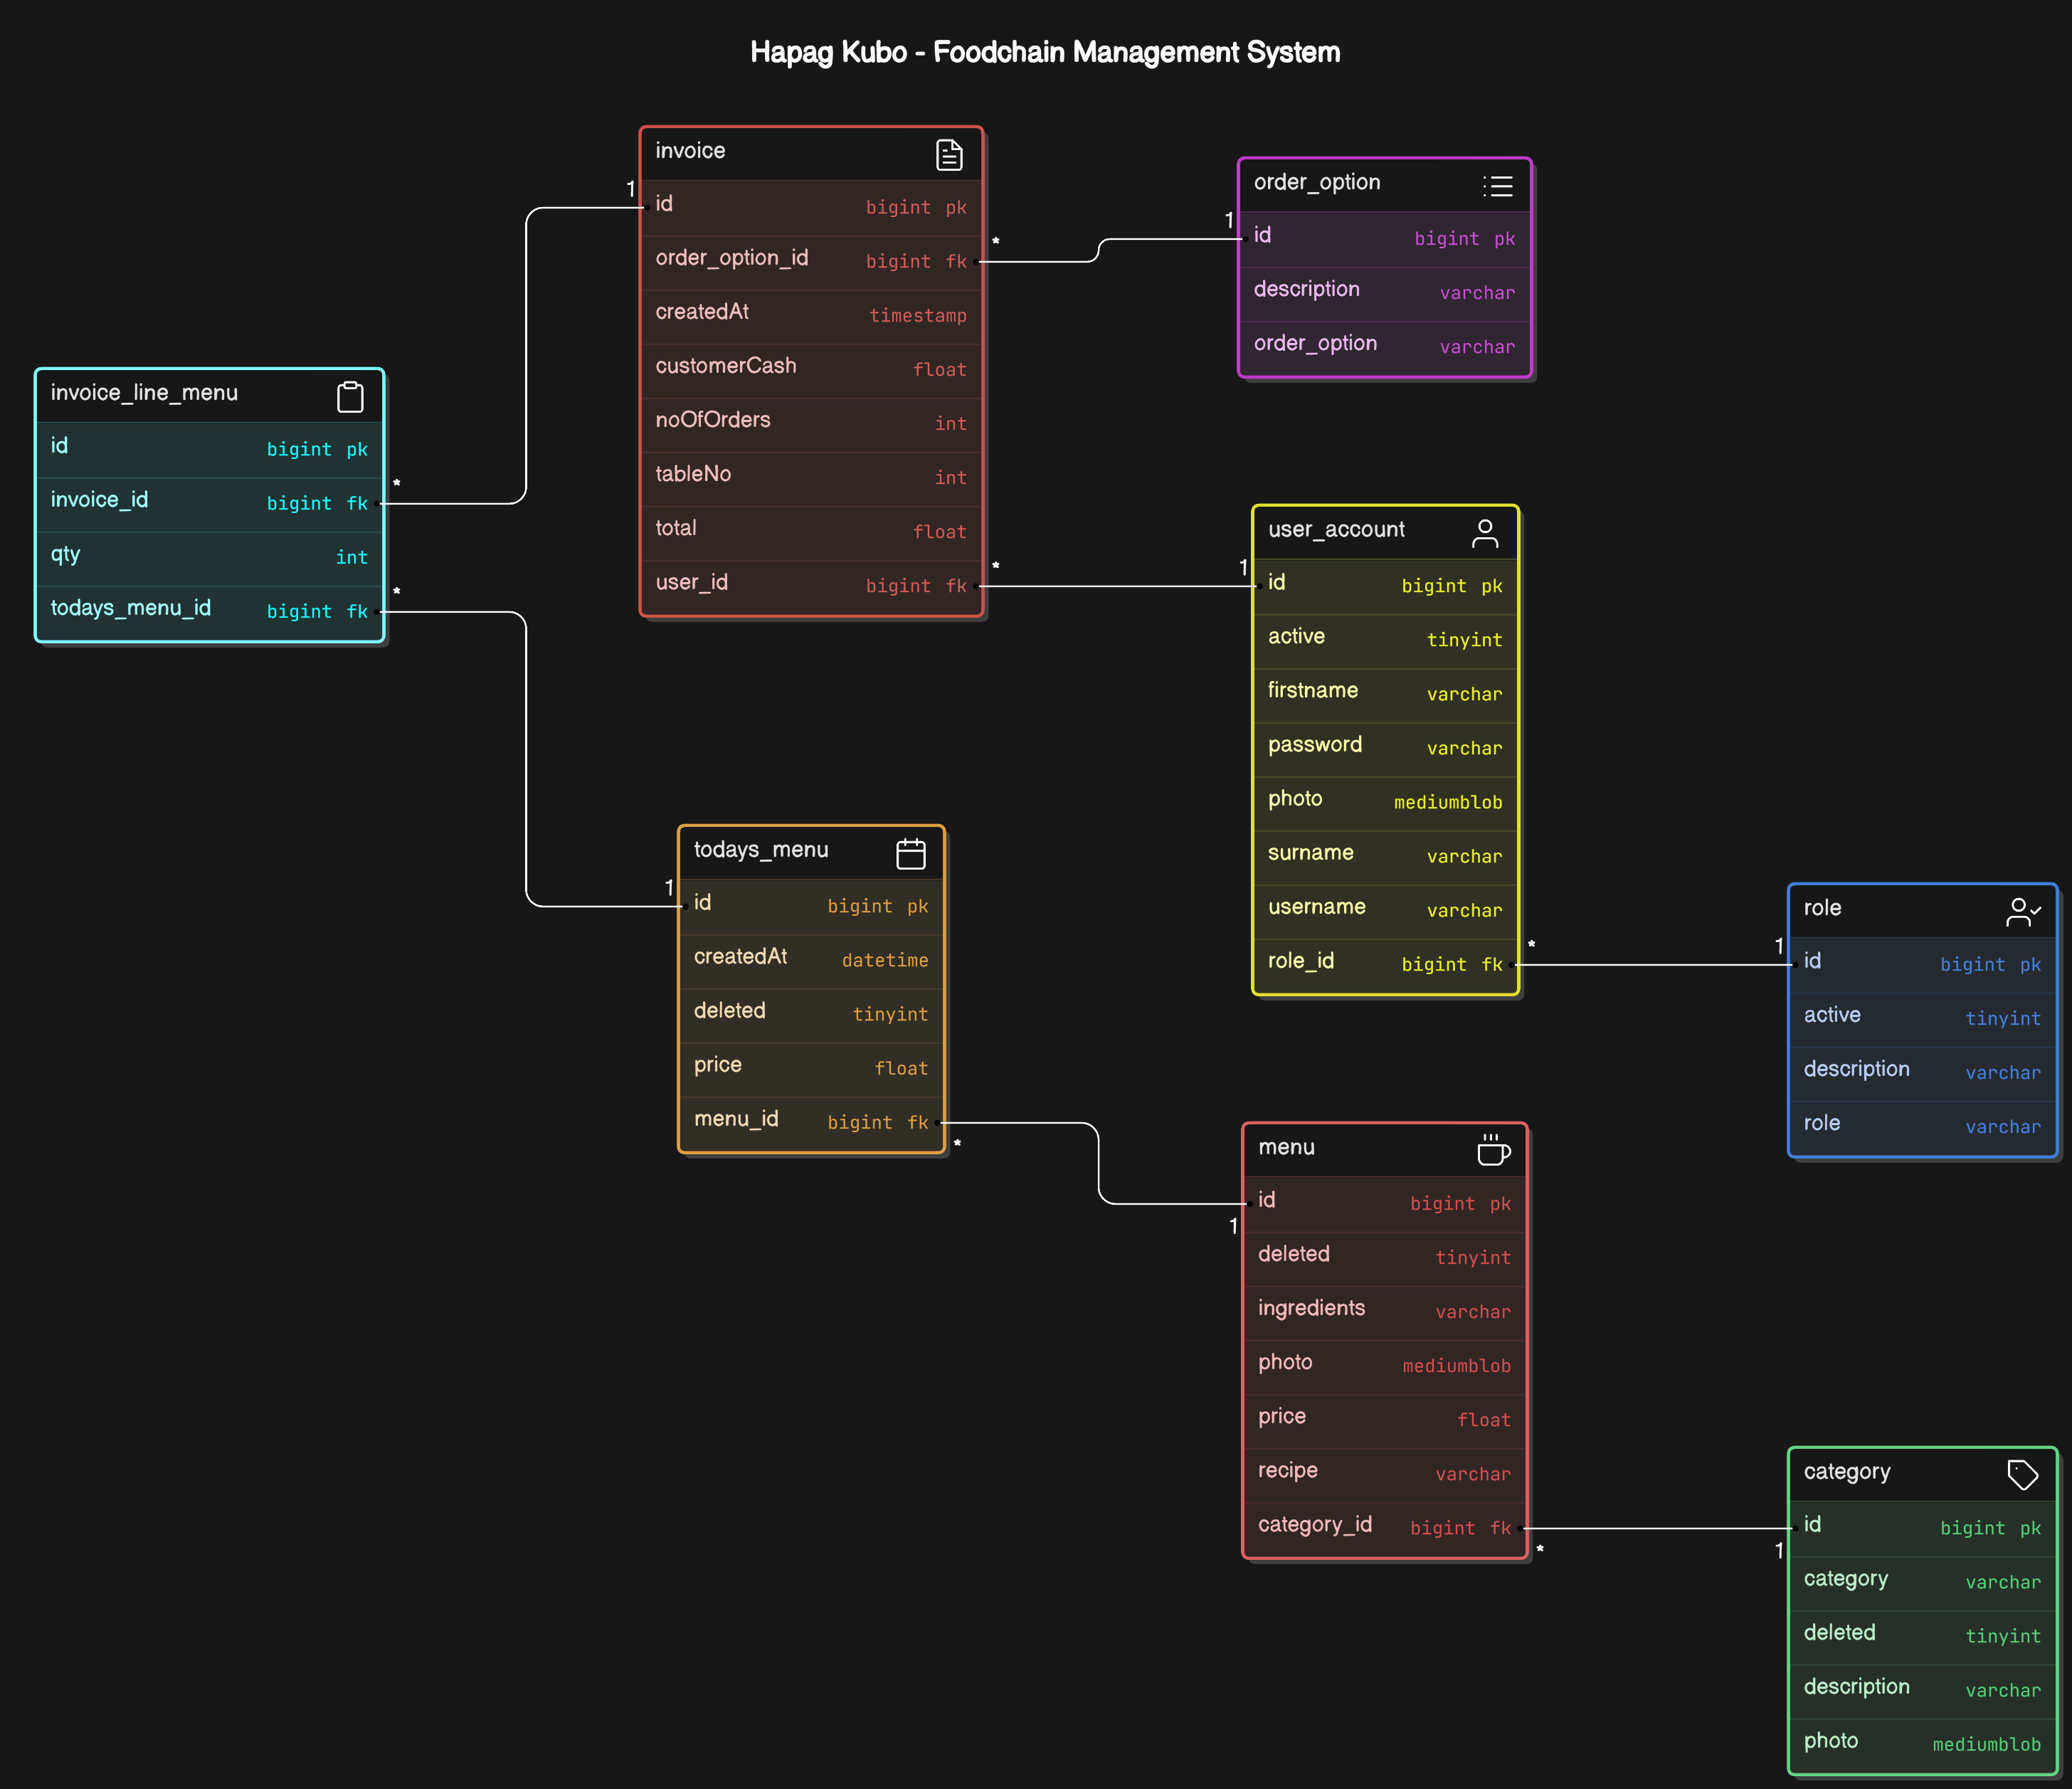 Hapag Kubo - Foodchain Management System
invoice
1
id bigint pk
order_option_id bigint fk
*
createdAt timestamp
customerCash float
noOfOrders int
tableNo int
total float
user_id bigint fk
*
order_option
1
id bigint pk
description varchar
order_option varchar
invoice_line_menu
id bigint pk
invoice_id bigint fk
*
qty int
todays_menu_id bigint fk
*
user_account
1
id bigint pk
active tinyint
firstname varchar
password varchar
photo mediumblob
surname varchar
username varchar
role_id bigint fk
*
todays_menu
1
id bigint pk
createdAt datetime
deleted tinyint
price float
menu_id bigint fk
*
role
1
id bigint pk
active tinyint
description varchar
role varchar
menu
id bigint pk
1
deleted tinyint
ingredients varchar
photo mediumblob
price float
recipe varchar
category_id bigint fk
*
category
id bigint pk
1
category varchar
deleted tinyint
description varchar
photo mediumblob